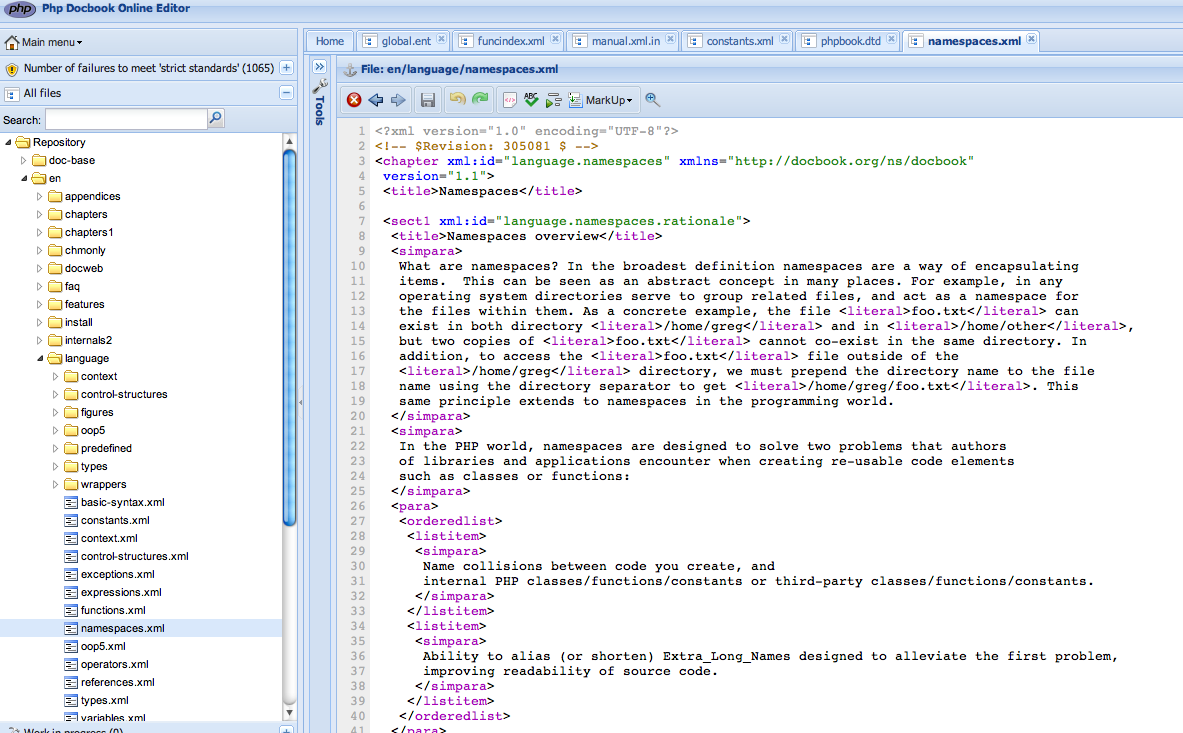 php Php Docbook Online Editor
Main menu
Number of failures to meet 'strict standards' (1065)
All files
Search:
Repository
doc-base
en
appendices
chapters
chapters1
chmonly
docweb
faq
features
install
internals2
language
context
control-structures
figures
oop5
predefined
types
wrappers
basic-syntax.xml
constants.xml
context.xml
control-structures.xml
exceptions.xml
expressions.xml
functions.xml
namespaces.xml
oop5.xml
operators.xml
references.xml
types.xml
variables.xml
Work in progress (0)
Tools
Home global.ent funcindex.xml manual.xml.in constants.xml phpbook.dtd namespaces.xml
File: en/language/namespaces.xml
ABC MarkUp
1 <?xml version="1.0" encoding="UTF-8"?>
2 <!-- $Revision: 305081 $ -->
3 <chapter xml:id="language.namespaces" xmlns="http://docbook.org/ns/docbook"
4 version="1.1">
5 <title>Namespaces</title>
6
7 <sect1 xml:id="language.namespaces.rationale">
8 <title>Namespaces overview</title>
9 <simpara>
10 What are namespaces? In the broadest definition namespaces are a way of encapsulating
11 items.  This can be seen as an abstract concept in many places. For example, in any
12 operating system directories serve to group related files, and act as a namespace for
13 the files within them. As a concrete example, the file <literal>foo.txt</literal> can
14 exist in both directory <literal>/home/greg</literal> and in <literal>/home/other</literal>,
15 but two copies of <literal>foo.txt</literal> cannot co-exist in the same directory. In
16 addition, to access the <literal>foo.txt</literal> file outside of the
17 <literal>/home/greg</literal> directory, we must prepend the directory name to the file
18 name using the directory separator to get <literal>/home/greg/foo.txt</literal>. This
19 same principle extends to namespaces in the programming world.
20 </simpara>
21 <simpara>
22 In the PHP world, namespaces are designed to solve two problems that authors
23 of libraries and applications encounter when creating re-usable code elements
24 such as classes or functions:
25 </simpara>
26 <para>
27 <orderedlist>
28 <listitem>
29 <simpara>
30 Name collisions between code you create, and
31 internal PHP classes/functions/constants or third-party classes/functions/constants.
32 </simpara>
33 </listitem>
34 <listitem>
35 <simpara>
36 Ability to alias (or shorten) Extra_Long_Names designed to alleviate the first problem,
37 improving readability of source code.
38 </simpara>
39 </listitem>
40 </orderedlist>
41 </para>